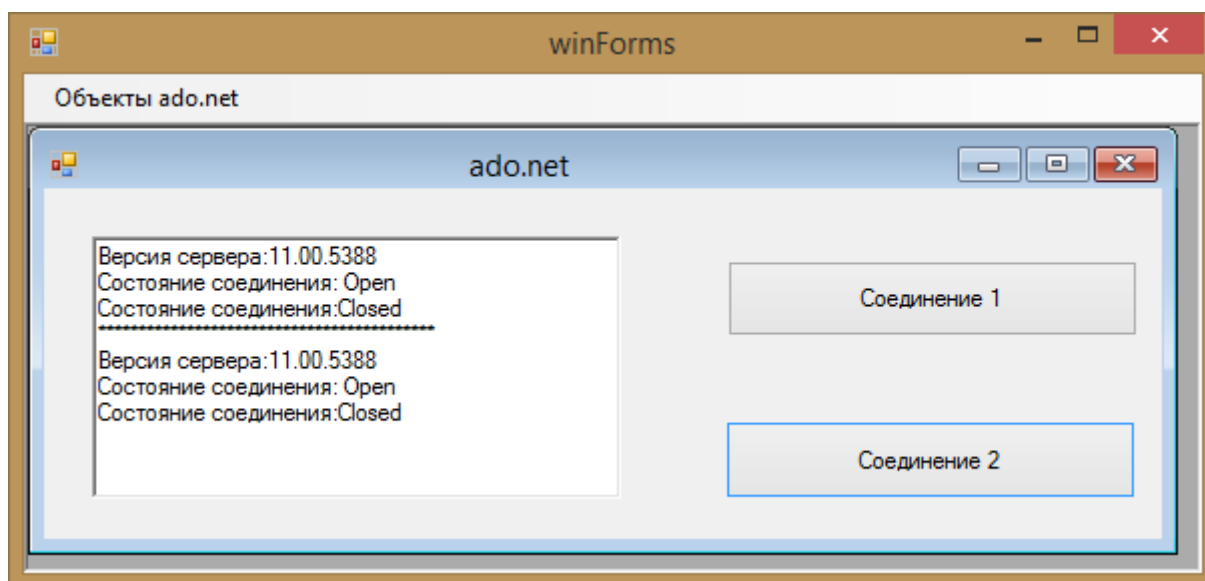 winForms
Объекты ado.net
ado.net
Версия сервера:11.00.5388
Состояние соединения: Open
Состояние соединения:Closed
******************************************
Версия сервера:11.00.5388
Состояние соединения: Open
Состояние соединения:Closed
Соединение 1
Соединение 2